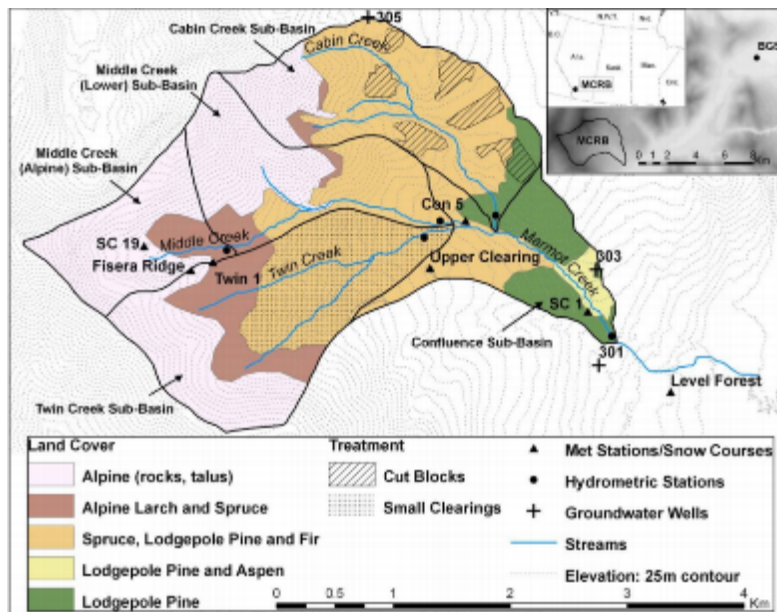 305
Cabin Creek Sub-Basin
Cabin Creek
Middle Creek
(Lower) Sub-Basin
Middle Creek
(Alpine) Sub-Basin
SC 19
Middle Creek
Fisera Ridge
Twin 1
Twin Creek
Con 5
Upper Clearing
Marmot Creek
303
SC 1
Confluence Sub-Basin
301
Level Forest
Twin Creek Sub-Basin
N.W.T.
Alta.
Sask.
Man.
MCRB
MCRB
0 1 2 4 6 8
Km
Land Cover
Alpine (rocks, talus)
Alpine Larch and Spruce
Spruce, Lodgepole Pine and Fir
Lodgepole Pine and Aspen
Lodgepole Pine
Treatment
Cut Blocks
Small Clearings
Met Stations/Snow Courses
Hydrometric Stations
Groundwater Wells
Streams
Elevation: 25m contour
0 0.5 1 2 3 4
Km